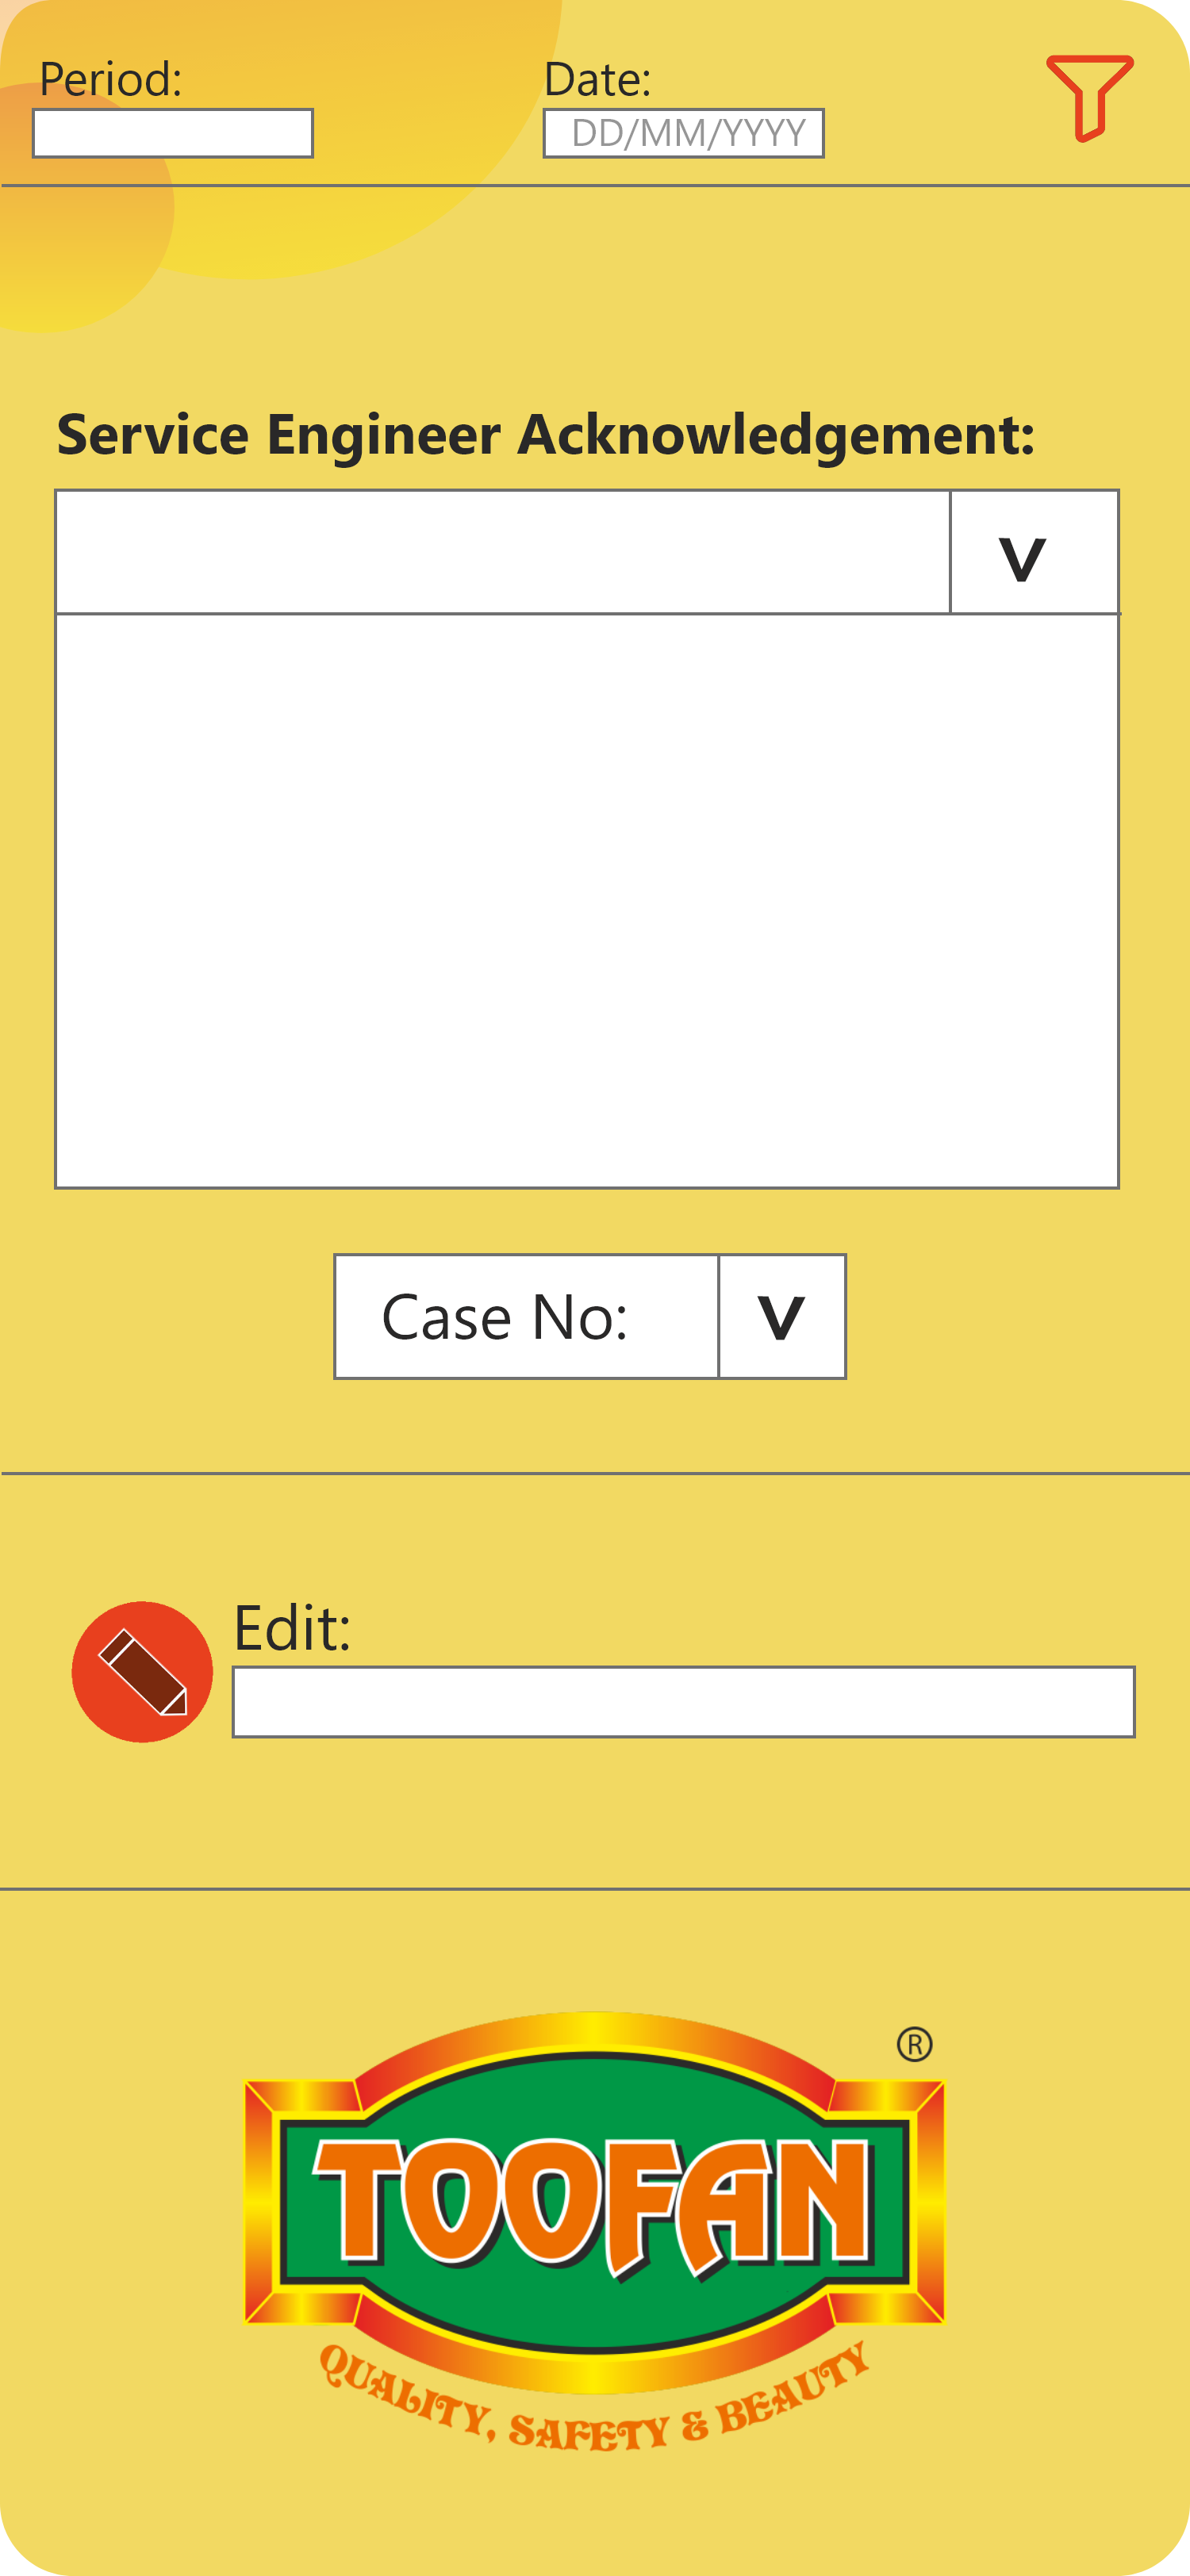 Period:
Date:
DD/MM/YYYY
Service Engineer Acknowledgement:
V
Case No:
V
Edit:
®
TOOFAN
QUALITY, SAFETY & BEAUTY